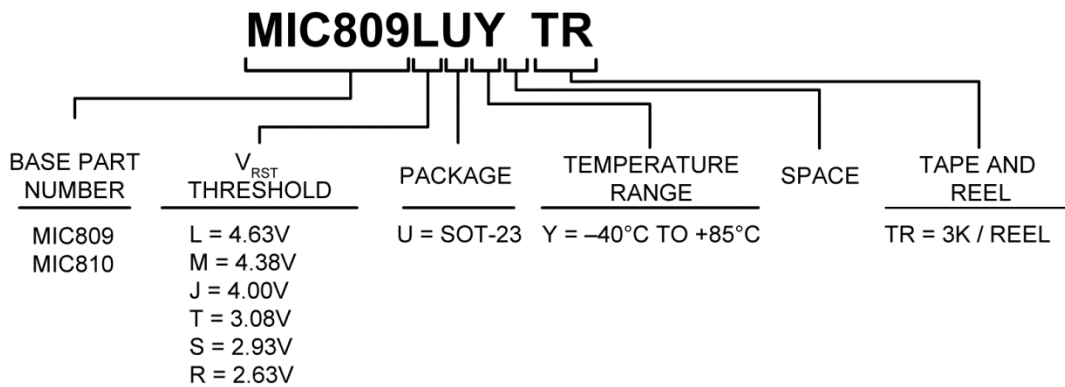 MIC809LUY TR
BASE PART
NUMBER
MIC809
MIC810
VRST
THRESHOLD
L = 4.63V
M = 4.38V
J = 4.00V
T = 3.08V
S = 2.93V
R = 2.63V
PACKAGE
U = SOT-23
TEMPERATURE
RANGE
Y = –40°C TO +85°C
SPACE
TAPE AND
REEL
TR = 3K / REEL